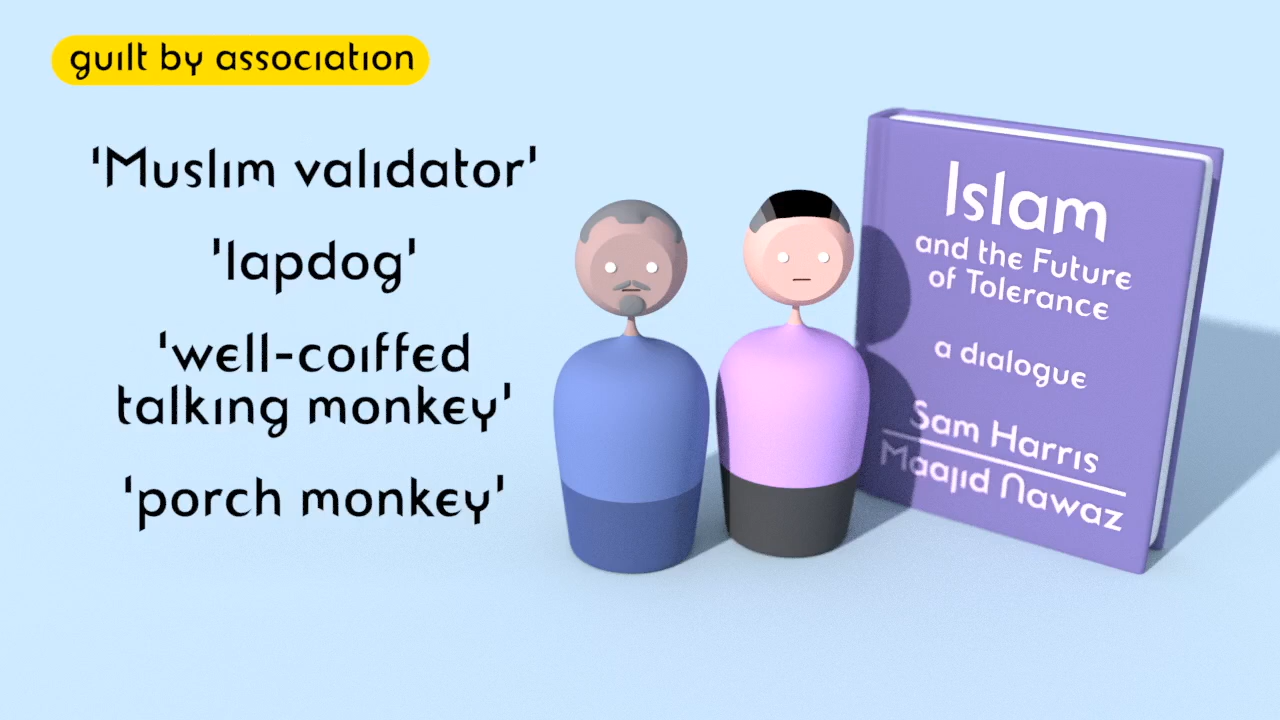 guilt by association
'Muslim validator'
'lapdog'
'well-coiffed
talking monkey'
'porch monkey'
Islam
and the Future
of Tolerance
a dialogue
Sam Harris
Maajid Nawaz